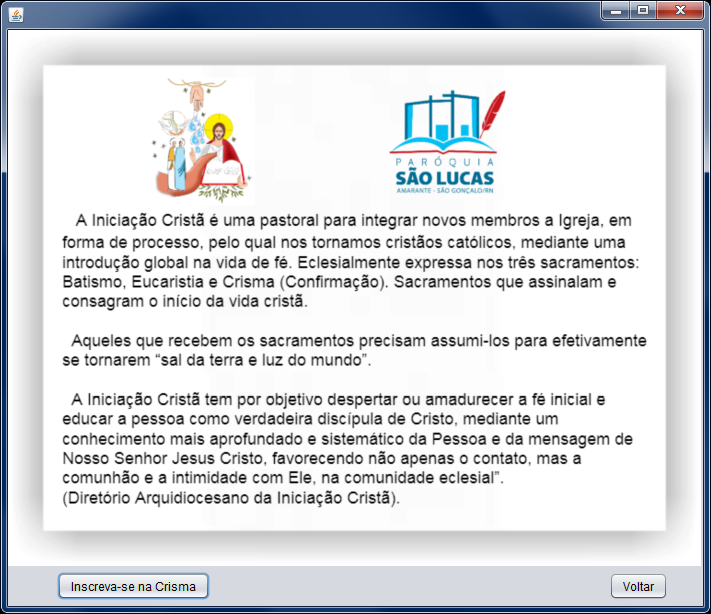 PARÓQUIA
SÃO LUCAS
AMARANTE - SÃO GONÇALO/RN
A Iniciação Cristã é uma pastoral para integrar novos membros a Igreja, em
forma de processo, pelo qual nos tornamos cristãos católicos, mediante uma
introdução global na vida de fé. Eclesialmente expressa nos três sacramentos:
Batismo, Eucaristia e Crisma (Confirmação). Sacramentos que assinalam e
consagram o início da vida cristã.
Aqueles que recebem os sacramentos precisam assumi-los para efetivamente
se tornarem “sal da terra e luz do mundo”.
A Iniciação Cristã tem por objetivo despertar ou amadurecer a fé inicial e
educar a pessoa como verdadeira discípula de Cristo, mediante um
conhecimento mais aprofundado e sistemático da Pessoa e da mensagem de
Nosso Senhor Jesus Cristo, favorecendo não apenas o contato, mas a
comunhão e a intimidade com Ele, na comunidade eclesial”.
(Diretório Arquidiocesano da Iniciação Cristã).
Inscreva-se na Crisma
Voltar